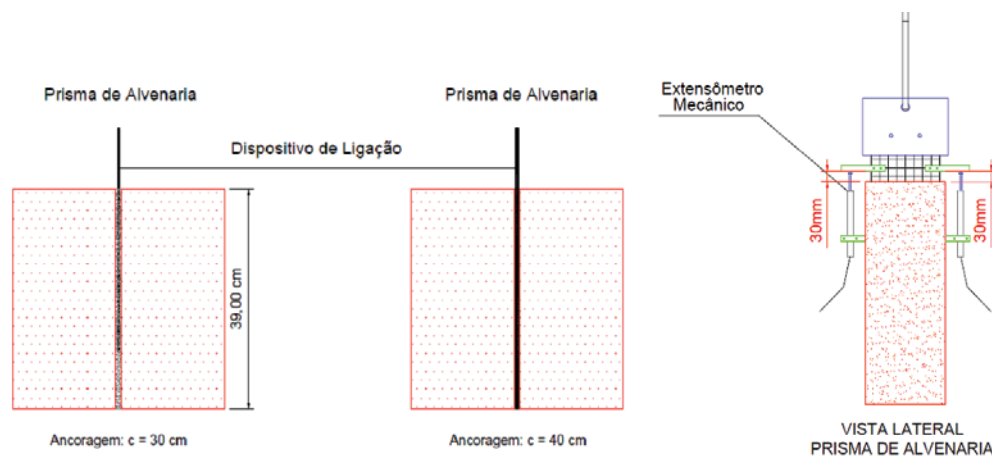 Prisma de Alvenaria
Prisma de Alvenaria
Dispositivo de Ligação
39,00 cm
Ancoragem: c = 30 cm
Ancoragem: c = 40 cm
Extensômetro
Mecânico
30mm
30mm
VISTA LATERAL
PRISMA DE ALVENARIA